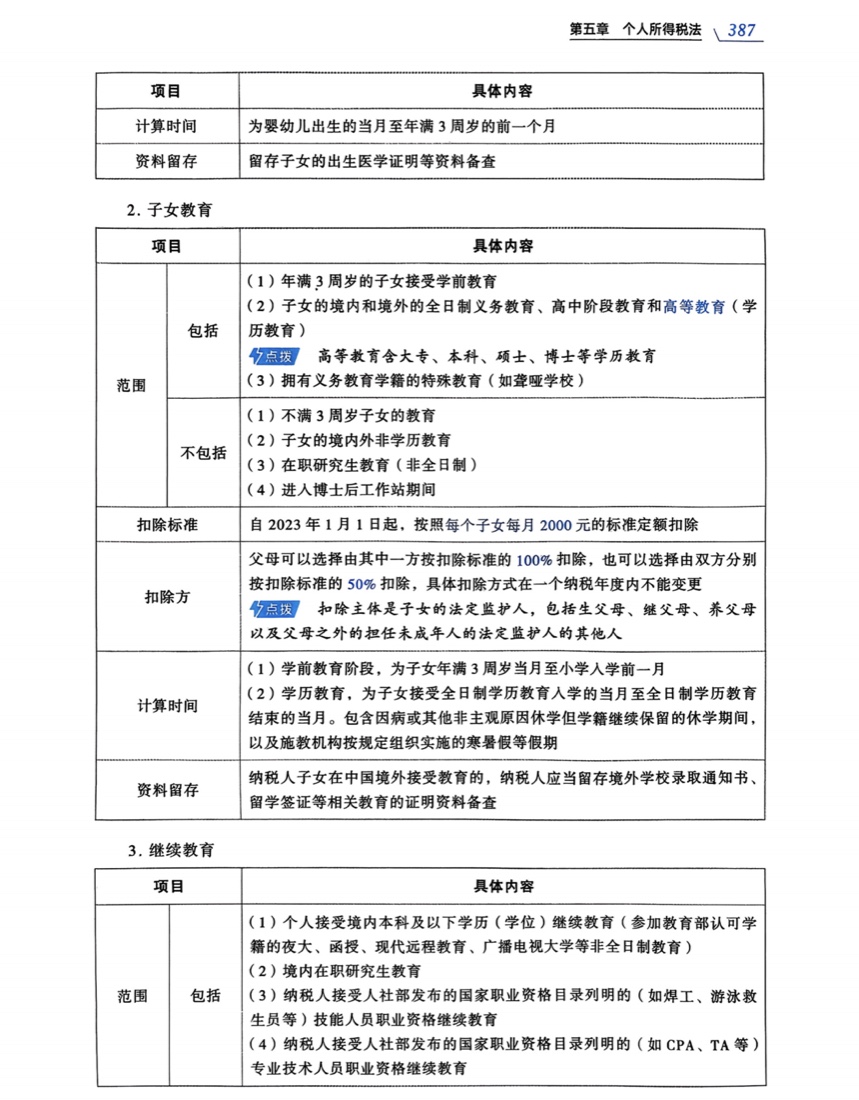 第五章 个人所得税法 387
项目 具体内容
计算时间 为婴幼儿出生的当月至年满 3 周岁的前一个月
资料留存 留存子女的出生医学证明等资料备查
2. 子女教育
项目 具体内容
范围
包括
（1）年满 3 周岁的子女接受学前教育
（2）子女的境内和境外的全日制义务教育、高中阶段教育和高等教育（学
历教育）
点拨 高等教育含大专、本科、硕士、博士等学历教育
（3）拥有义务教育学籍的特殊教育（如聋哑学校）
不包括
（1）不满 3 周岁子女的教育
（2）子女的境内外非学历教育
（3）在职研究生教育（非全日制）
（4）进入博士后工作站期间
扣除标准 自 2023 年 1 月 1 日起，按照每个子女每月 2000 元的标准定额扣除
扣除方
父母可以选择由其中一方按扣除标准的 100% 扣除，也可以选择由双方分别
按扣除标准的 50% 扣除，具体扣除方式在一个纳税年度内不能变更
点拨 扣除主体是子女的法定监护人，包括生父母、继父母、养父母
以及父母之外的担任未成年人的法定监护人的其他人
计算时间
（1）学前教育阶段，为子女年满 3 周岁当月至小学入学前一月
（2）学历教育，为子女接受全日制学历教育入学的当月至全日制学历教育
结束的当月。包含因病或其他非主观原因休学但学籍继续保留的休学期间，
以及施教机构按规定组织实施的寒暑假等假期
资料留存
纳税人子女在中国境外接受教育的，纳税人应当留存境外学校录取通知书、
留学签证等相关教育的证明资料备查
3. 继续教育
项目 具体内容
范围
包括
（1）个人接受境内本科及以下学历（学位）继续教育（参加教育部认可学
籍的夜大、函授、现代远程教育、广播电视大学等非全日制教育）
（2）境内在职研究生教育
（3）纳税人接受人社部发布的国家职业资格目录列明的（如焊工、游泳救
生员等）技能人员职业资格继续教育
（4）纳税人接受人社部发布的国家职业资格目录列明的（如 CPA、TA 等）
专业技术人员职业资格继续教育